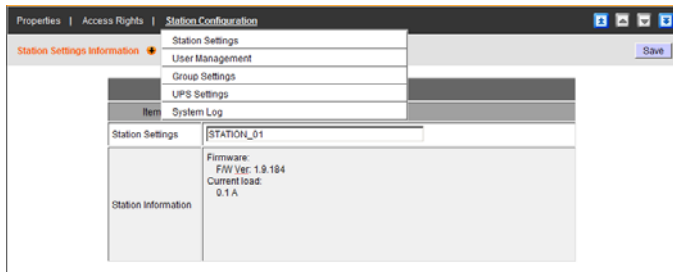 Properties | Access Rights | Station Configuration
Station Settings Information
Save
Station Settings
User Management
Group Settings
UPS Settings
System Log
Item
Station Settings
STATION_01
Station Information
Firmware:
F/W Ver: 1.9.184
Current load:
0.1 A